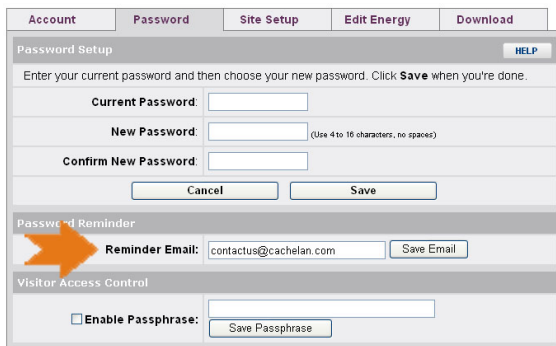 Account Password Site Setup Edit Energy Download
Password Setup HELP
Enter your current password and then choose your new password. Click Save when you're done.
Current Password:
New Password: (Use 4 to 16 characters, no spaces)
Confirm New Password:
Cancel Save
Password Reminder
Reminder Email: contactus@cachelan.com Save Email
Visitor Access Control
Enable Passphrase:
Save Passphrase